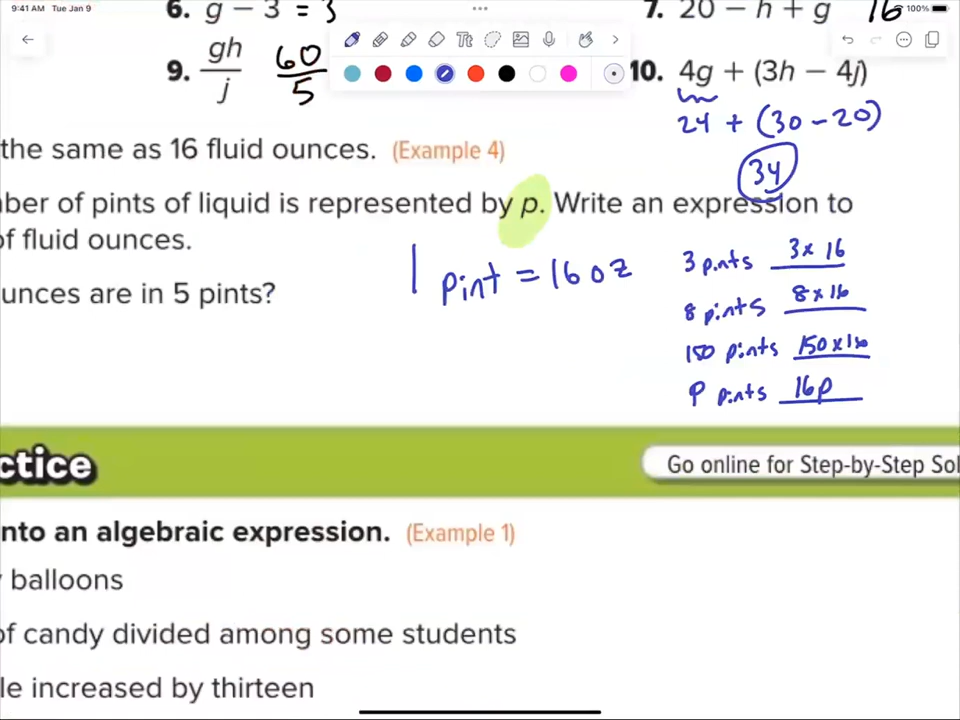 9:41 AM Tue Jan 9
100%
6. g − 3 = 3
7. 20 − h + g 16
9. gh/j 60/5
10. 4g + (3h − 4j)
24 + (30 − 20)
34
the same as 16 fluid ounces. (Example 4)
ber of pints of liquid is represented by p. Write an expression to
of fluid ounces.
1 pint = 16 oz
3 pints 3 x 16
ounces are in 5 pints?
8 pints 8 x 16
150 pints 150 x 16
p pints 16p
ctice
Go online for Step-by-Step Sol
nto an algebraic expression. (Example 1)
balloons
of candy divided among some students
le increased by thirteen